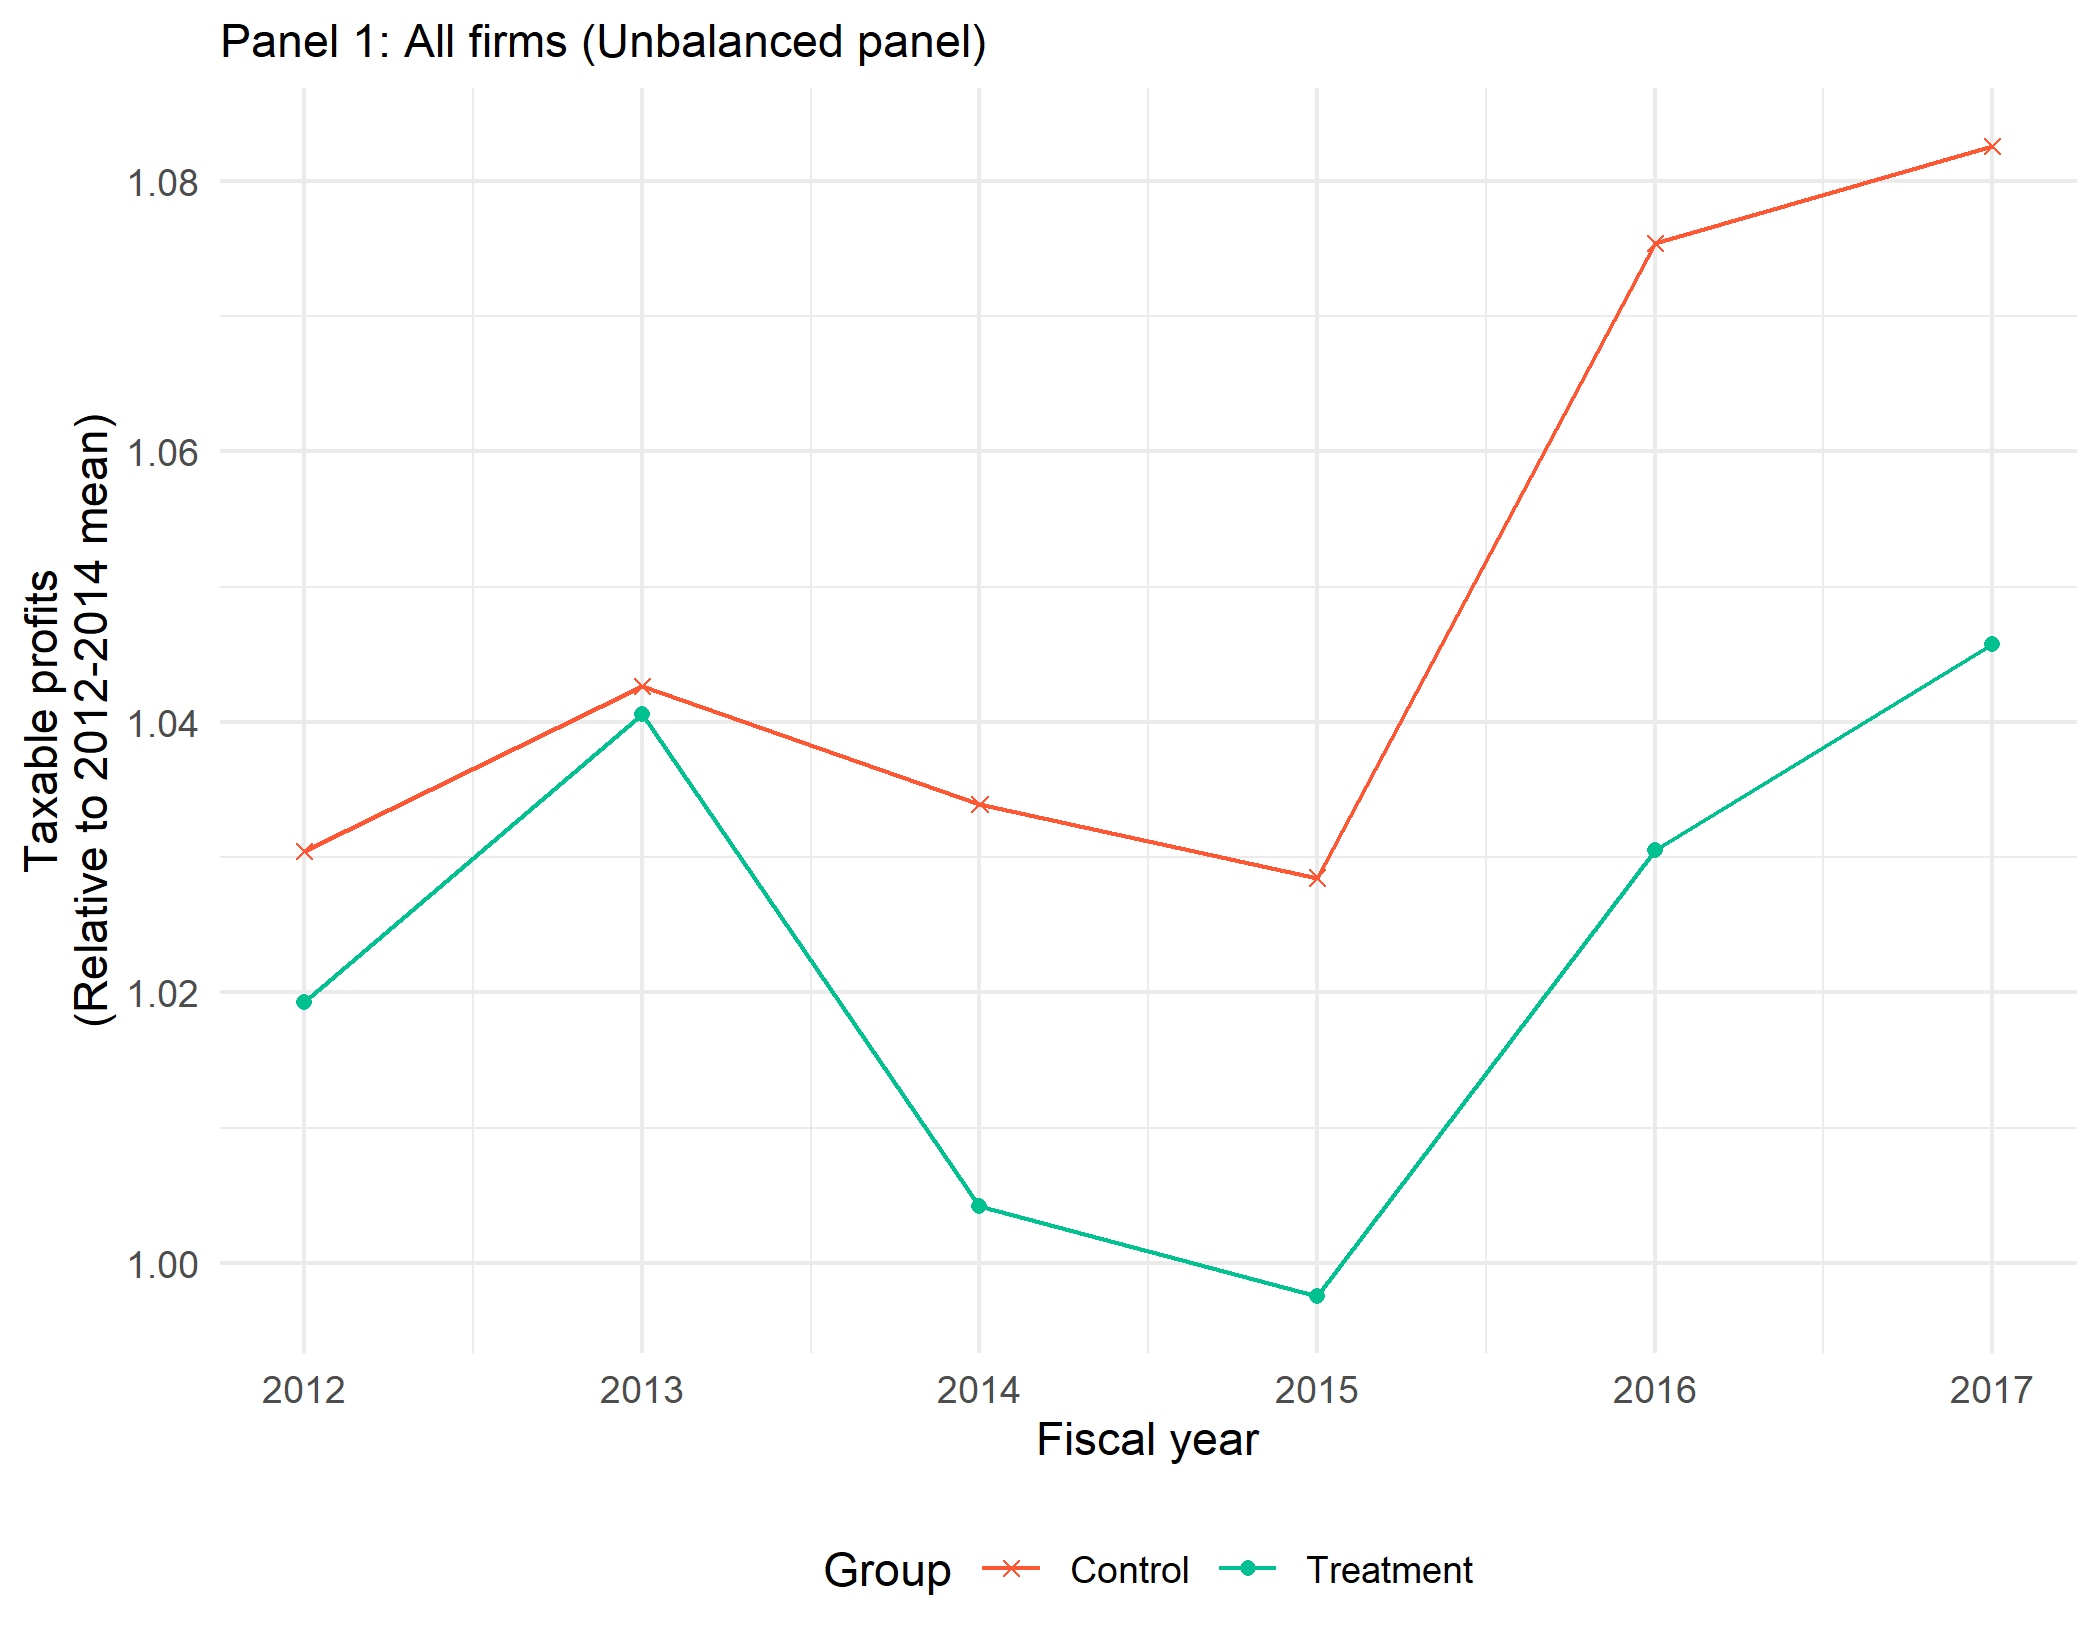 Panel 1: All firms (Unbalanced panel)
Taxable profits
(Relative to 2012-2014 mean)
1.08
1.06
1.04
1.02
1.00
2012 2013 2014 2015 2016 2017
Fiscal year
Group Control Treatment